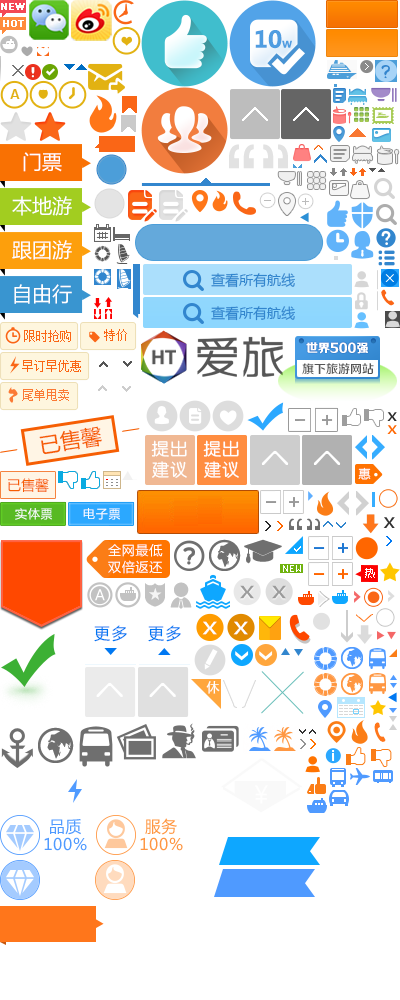 NEW
HOT
10w
门票
本地游
跟团游
自由行
查看所有航线
查看所有航线
限时抢购
特价
早订早优惠
尾单甩卖
HT
爱旅
世界500强
旗下旅游网站
已售罄
提出
建议
提出
建议
惠
已售罄
实体票
电子票
全网最低
双倍返还
NEW
热
更多
更多
休
¥
品质
100%
服务
100%